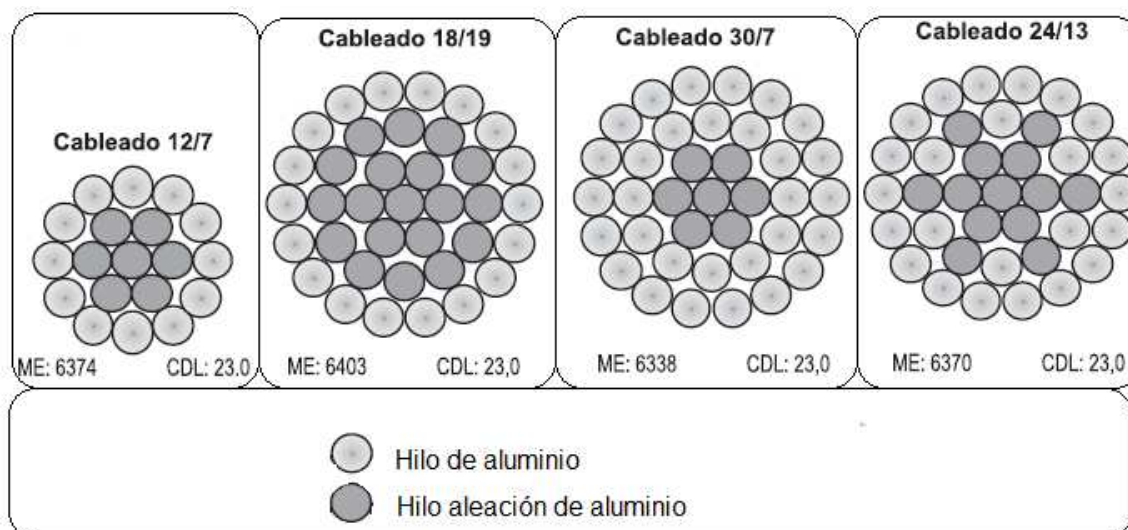 Cableado 12/7
ME: 6374 CDL: 23.0
Cableado 18/19
ME: 6403 CDL: 23,0
Cableado 30/7
ME: 6338 CDL: 23,0
Cableado 24/13
ME: 6370 CDL: 23,0
Hilo de aluminio
Hilo aleación de aluminio